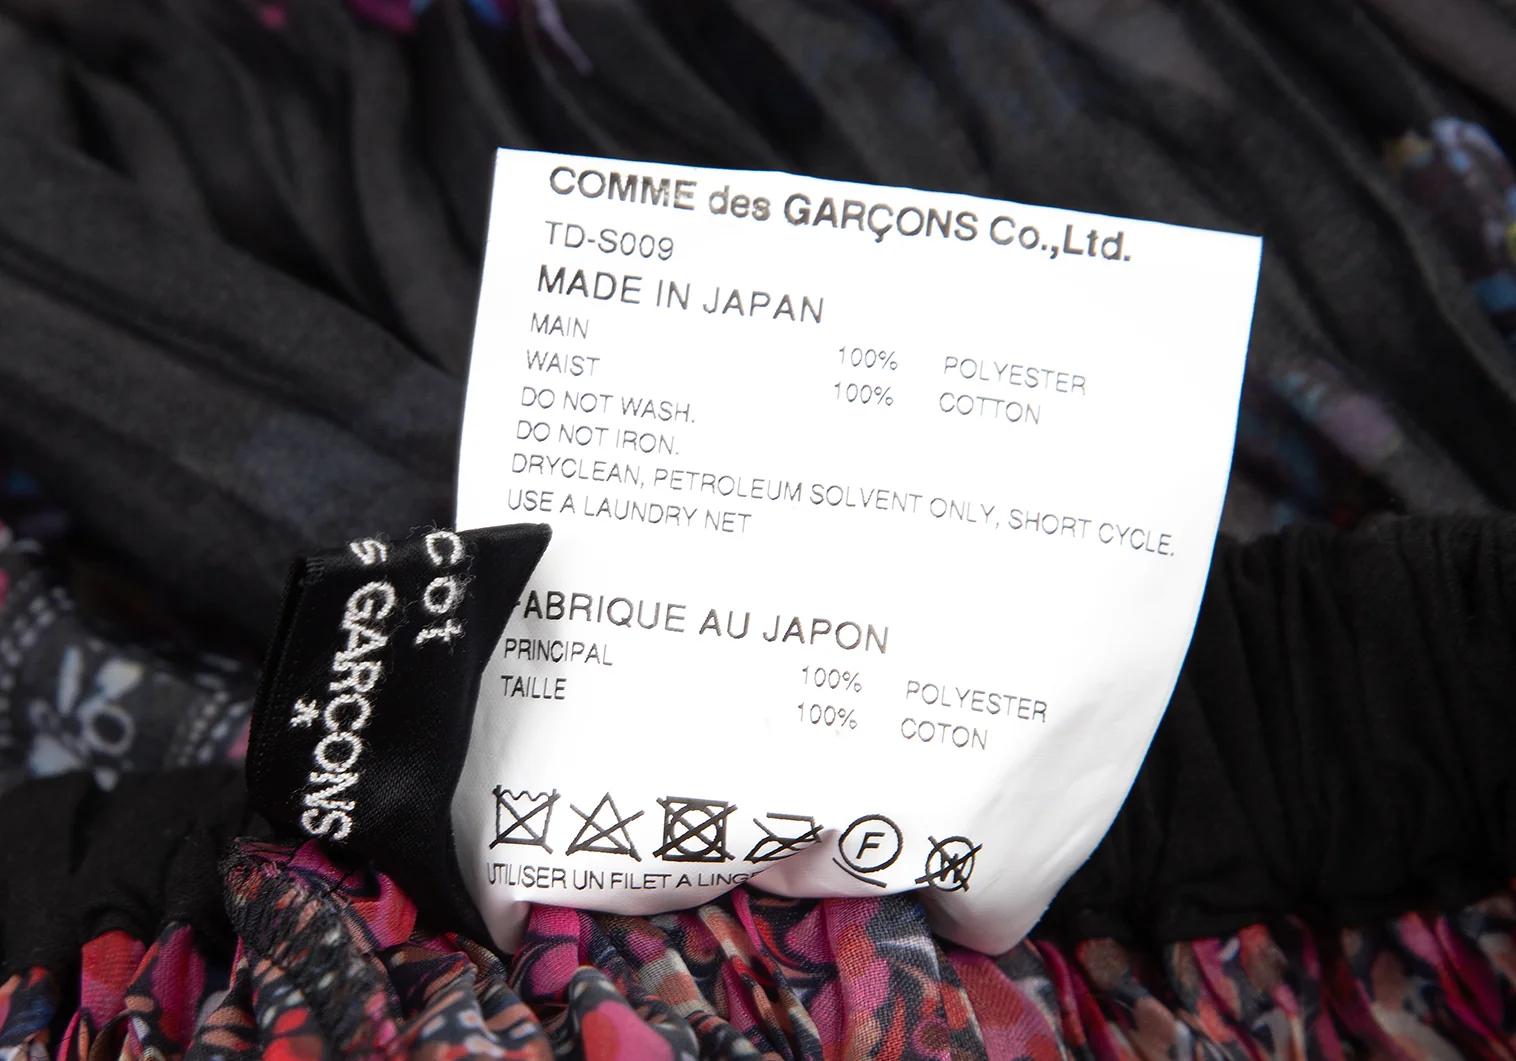 COMME des GARÇONS Co.,Ltd.
TD-S009
MADE IN JAPAN
MAIN 100% POLYESTER
WAIST 100% COTTON
DO NOT WASH.
DO NOT IRON.
DRYCLEAN, PETROLEUM SOLVENT ONLY, SHORT CYCLE.
USE A LAUNDRY NET
FABRIQUE AU JAPON
PRINCIPAL 100% POLYESTER
TAILLE 100% COTON
F
W
UTILISER UN FILET A LINGE
cot
s GARÇONS
*